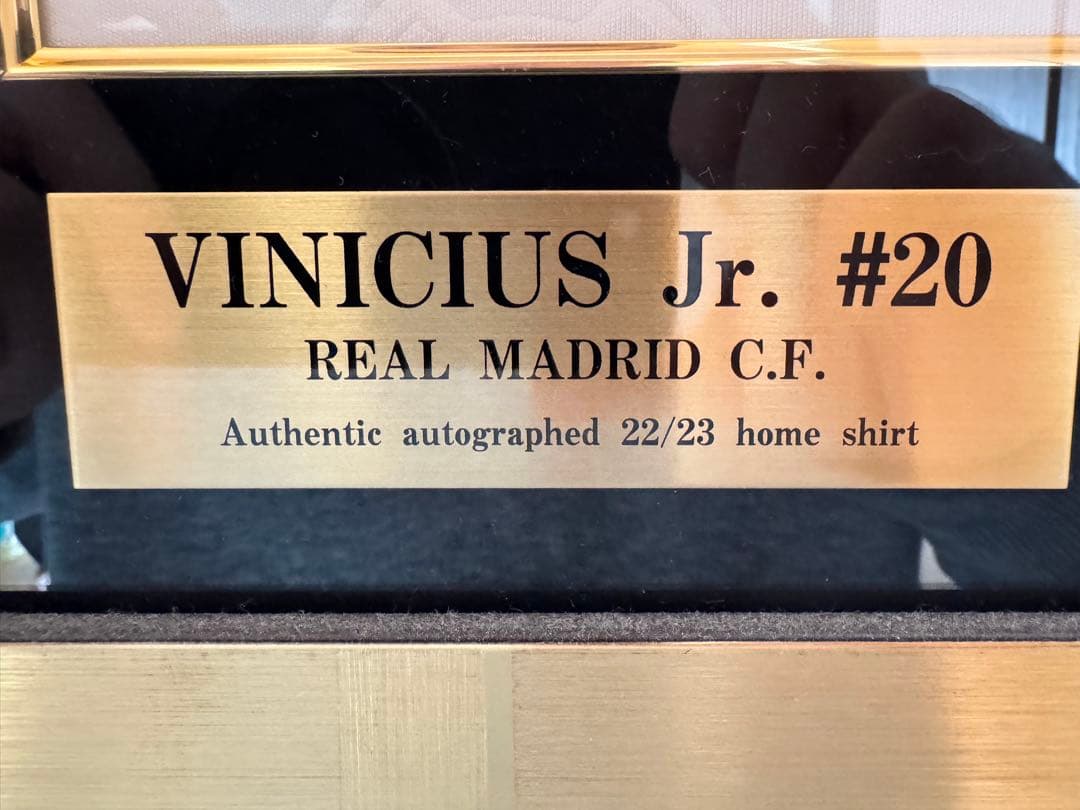 VINICIUS Jr. #20
REAL MADRID C.F.
Authentic autographed 22/23 home shirt